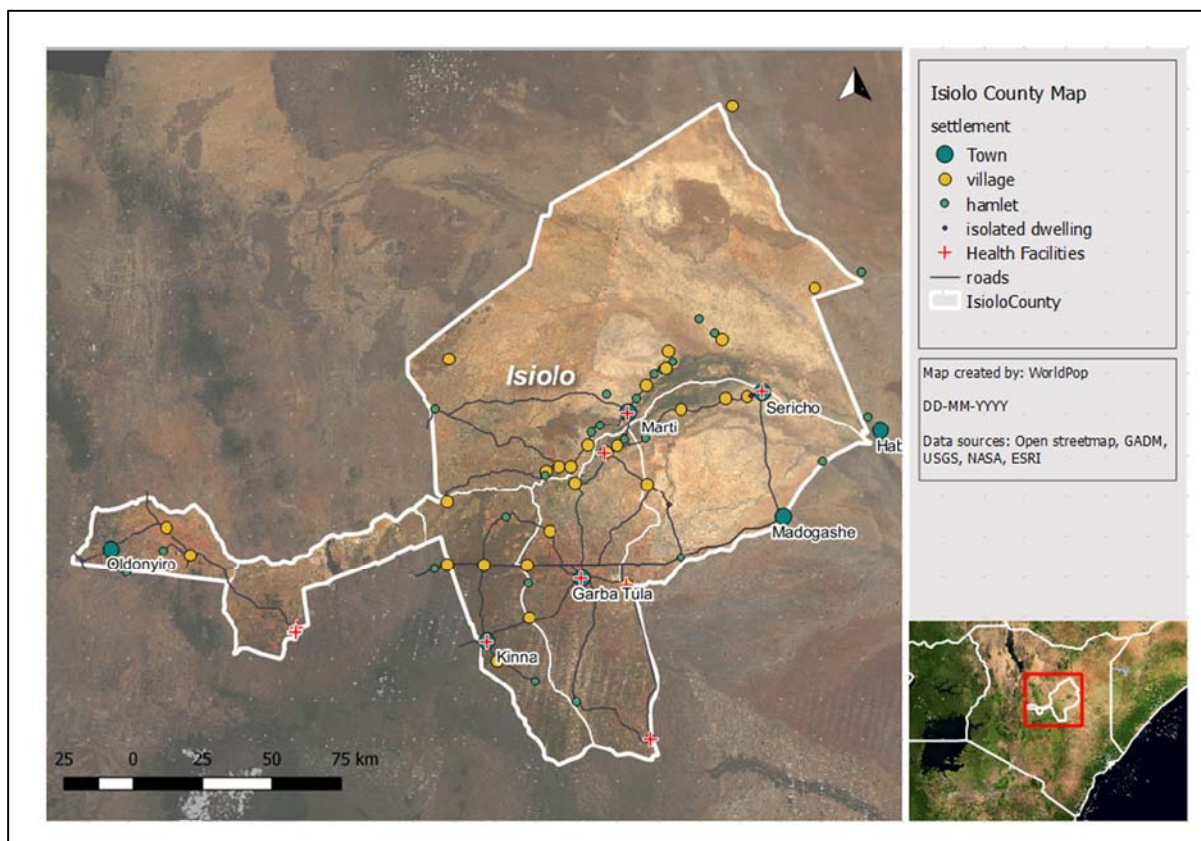 Isiolo County Map
settlement
Town
village
hamlet
isolated dwelling
Health Facilities
roads
IsioloCounty
Map created by: WorldPop
DD-MM-YYYY
Data sources: Open streetmap, GADM,
USGS, NASA, ESRI
Isiolo
Sericho
Marti
Hab
Madogashe
Oldonyiro
Garba Tula
Kinna
25 0 25 50 75 km